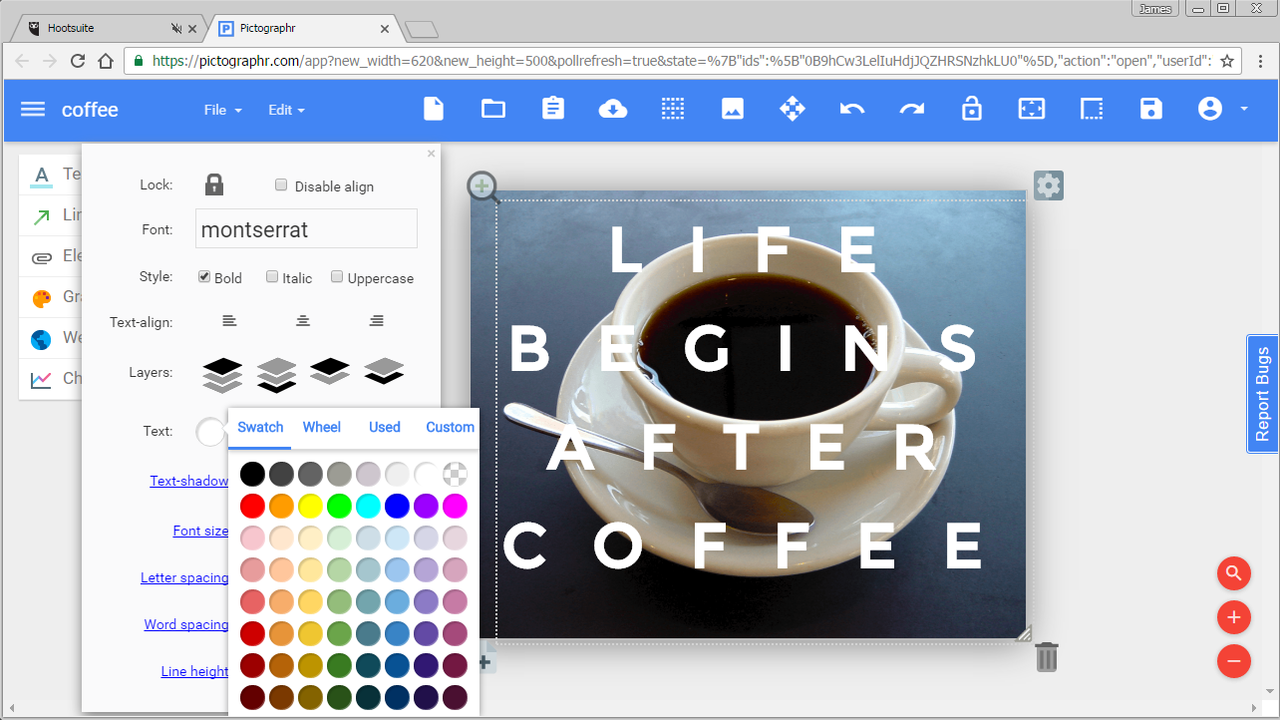 James
Hootsuite
Pictographr
https://pictographr.com/app?new_width=620&new_height=500&pollrefresh=true&state=%7B"ids":%5B"0B9hCw3LelIuHdjJQZHRSNzhkLU0"%5D,"action":"open","userId":
coffee File Edit
Te
Lin
Ele
Gra
We
Ch
Lock: Disable align
Font: montserrat
Style: Bold Italic Uppercase
Text-align:
Layers:
Text:
Swatch Wheel Used Custom
Text-shadow
Font size
Letter spacing
Word spacing
Line height
LIFE
BEGINS
AFTER
COFFEE
Report Bugs